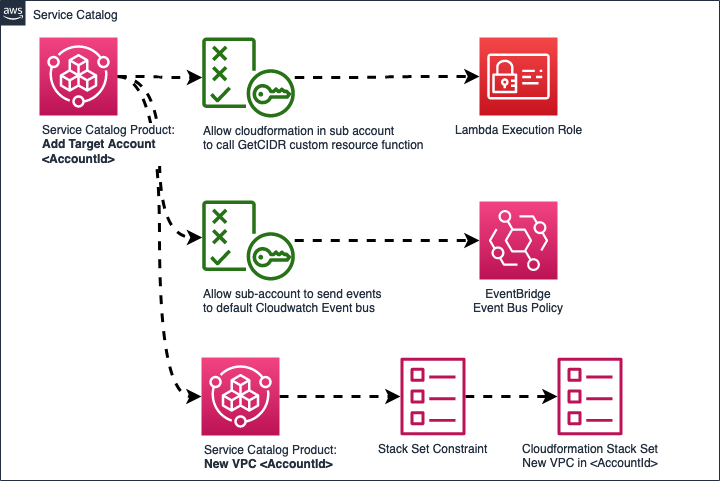 aws
Service Catalog
Service Catalog Product:
Add Target Account
<AccountId>
Allow cloudformation in sub account
to call GetCIDR custom resource function
Lambda Execution Role
Allow sub-account to send events
to default Cloudwatch Event bus
EventBridge
Event Bus Policy
Service Catalog Product:
New VPC <AccountId>
Stack Set Constraint
Cloudformation Stack Set
New VPC in <AccountId>